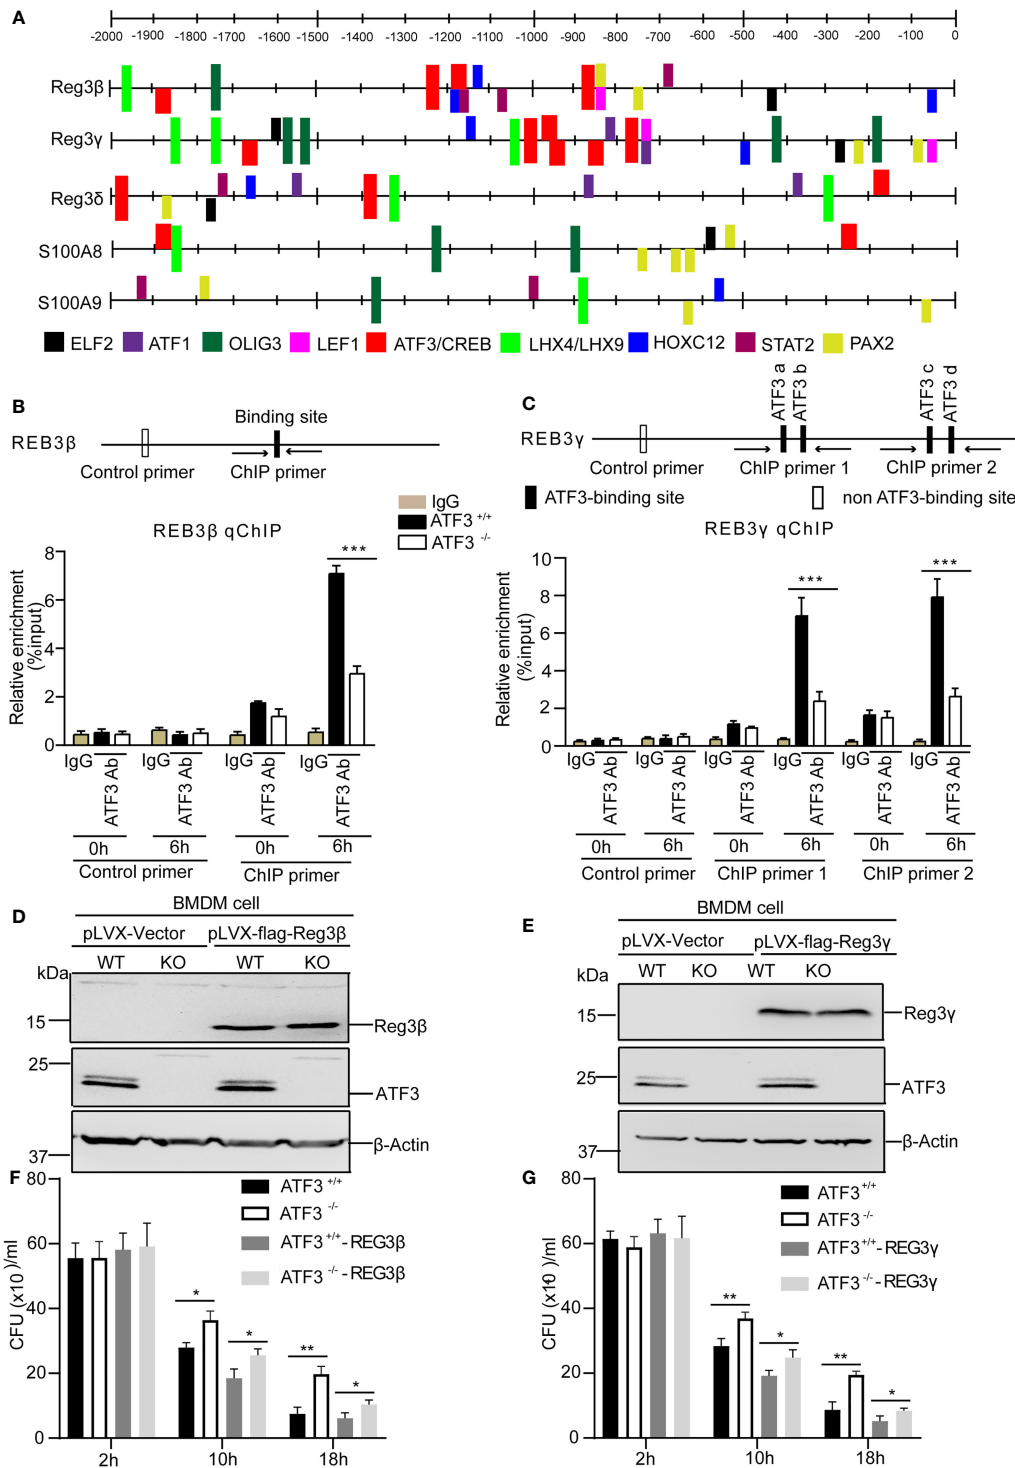 A
-2000 -1900 -1800 -1700 -1600 -1500 -1400 -1300 -1200 -1100 -1000 -900 -800 -700 -600 -500 -400 -300 -200 -100 0
Reg3β
Reg3γ
Reg3δ
S100A8
S100A9
ELF2 ATF1 OLIG3 LEF1 ATF3/CREB LHX4/LHX9 HOXC12 STAT2 PAX2
B
Binding site
REB3β
Control primer ChIP primer
IgG
ATF3 +/+
ATF3 -/-
REB3β qChIP
Relative enrichment
(%input)
8
6
4
2
0
***
IgG IgG IgG IgG
ATF3 Ab ATF3 Ab ATF3 Ab ATF3 Ab
0h 6h 0h 6h
Control primer ChIP primer
C
ATF3 a ATF3 b ATF3 c ATF3 d
REB3γ
Control primer ChIP primer 1 ChIP primer 2
ATF3-binding site non ATF3-binding site
REB3γ qChIP
Relative enrichment
(%input)
10
8
6
4
2
0
*** ***
IgG IgG IgG IgG IgG IgG
ATF3 Ab ATF3 Ab ATF3 Ab ATF3 Ab ATF3 Ab ATF3 Ab
0h 6h 0h 6h 0h 6h
Control primer ChIP primer 1 ChIP primer 2
D
BMDM cell
pLVX-Vector pLVX-flag-Reg3β
WT KO WT KO
kDa
15 Reg3β
25
ATF3
β-Actin
37
E
BMDM cell
pLVX-Vector pLVX-flag-Reg3γ
WT KO WT KO
kDa
15 Reg3γ
25
ATF3
β-Actin
37
F
CFU (x10 )/ml
80
60
40
20
0
ATF3 +/+
ATF3 -/-
ATF3 +/+ -REG3β
ATF3 -/- -REG3β
* * ** *
2h 10h 18h
G
CFU (x10 )/ml
80
60
40
20
0
ATF3 +/+
ATF3 -/-
ATF3 +/+ -REG3γ
ATF3 -/- -REG3γ
** * ** *
2h 10h 18h